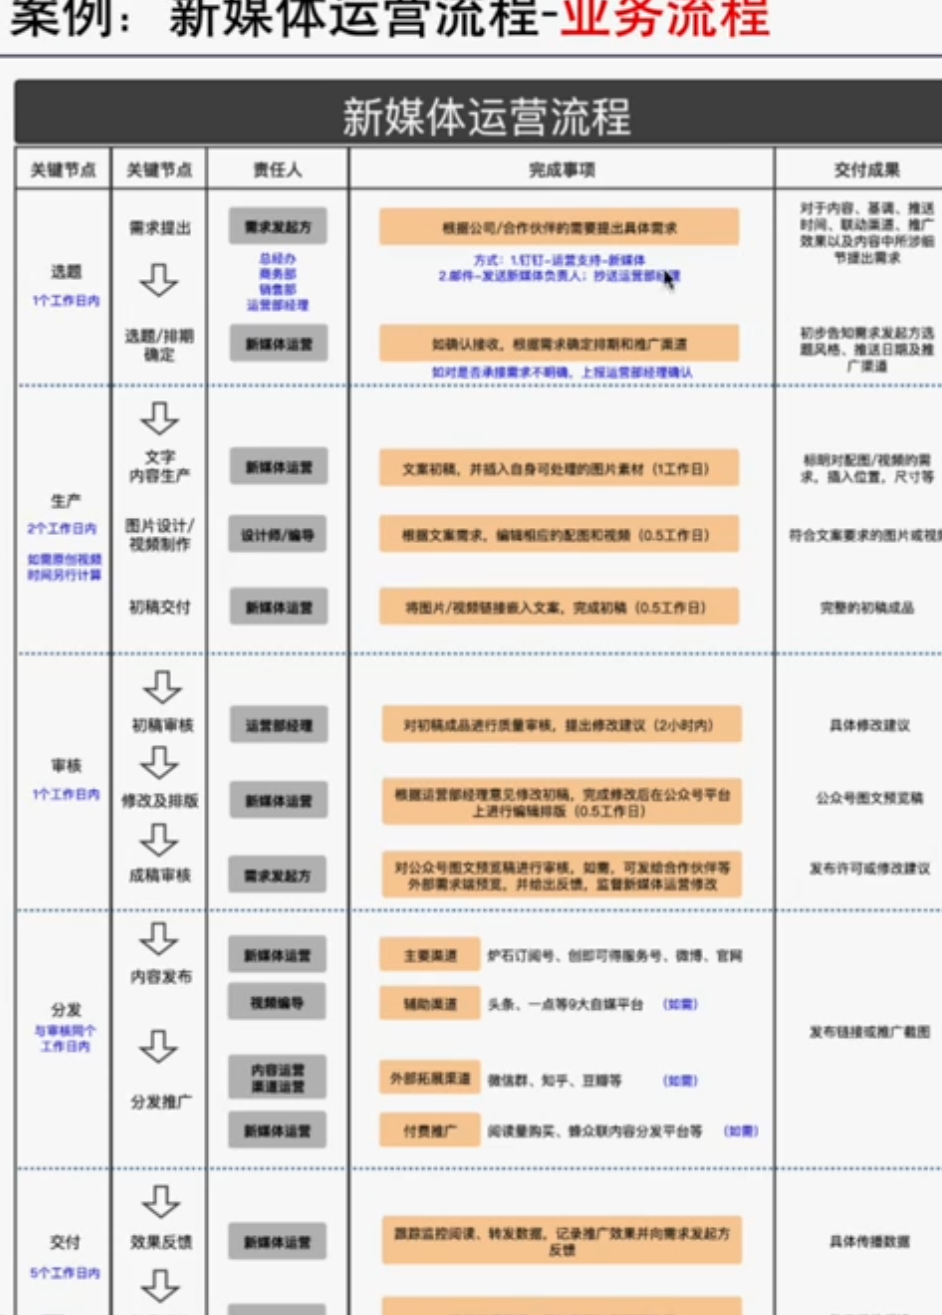 案例：新媒体运营流程-业务流程
新媒体运营流程
关键节点
关键节点
责任人
完成事项
交付成果
选题
1个工作日内
需求提出
需求发起方
总经办
商务部
销售部
运营部经理
根据公司/合作伙伴的需要提出具体需求
方式：1.钉钉-运营支持-新媒体
2.邮件-发送新媒体负责人；抄送运营部经理
对于内容、基调、推送
时间、联动渠道、推广
效果以及内容中所涉细
节提出需求
选题/排期
确定
新媒体运营
如确认接收，根据需求确定排期和推广渠道
如对是否承接需求不明确，上报运营部经理确认
初步告知需求发起方选
题风格、推送日期及推
广渠道
生产
2个工作日内
如需原创视频
时间另行计算
文字
内容生产
新媒体运营
文案初稿，并插入自身可处理的图片素材（1工作日）
标明对配图/视频的需
求，插入位置，尺寸等
图片设计/
视频制作
设计师/编导
根据文案需求，编辑相应的配图和视频（0.5工作日）
符合文案要求的图片或视
初稿交付
新媒体运营
将图片/视频链接嵌入文案，完成初稿（0.5工作日）
完整的初稿成品
审核
1个工作日内
初稿审核
运营部经理
对初稿成品进行质量审核，提出修改建议（2小时内）
具体修改建议
修改及排版
新媒体运营
根据运营部经理意见修改初稿，完成修改后在公众号平台
上进行编辑排版（0.5工作日）
公众号图文预览稿
成稿审核
需求发起方
对公众号图文预览稿进行审核，如需，可发给合作伙伴等
外部需求端预览，并给出反馈，监督新媒体运营修改
发布许可或修改建议
分发
与审核同个
工作日内
内容发布
新媒体运营
主要渠道
炉石订阅号、创即可得服务号、微博、官网
视频编导
辅助渠道
头条、一点等9大自媒平台
（如需）
发布链接或推广截图
分发推广
内容运营
渠道运营
外部拓展渠道
微信群、知乎、豆瓣等
（如需）
新媒体运营
付费推广
阅读量购买、蜂众联内容分发平台等
（如需）
交付
5个工作日内
效果反馈
新媒体运营
跟踪监控阅读、转发数据，记录推广效果并向需求发起方
反馈
具体传播数据